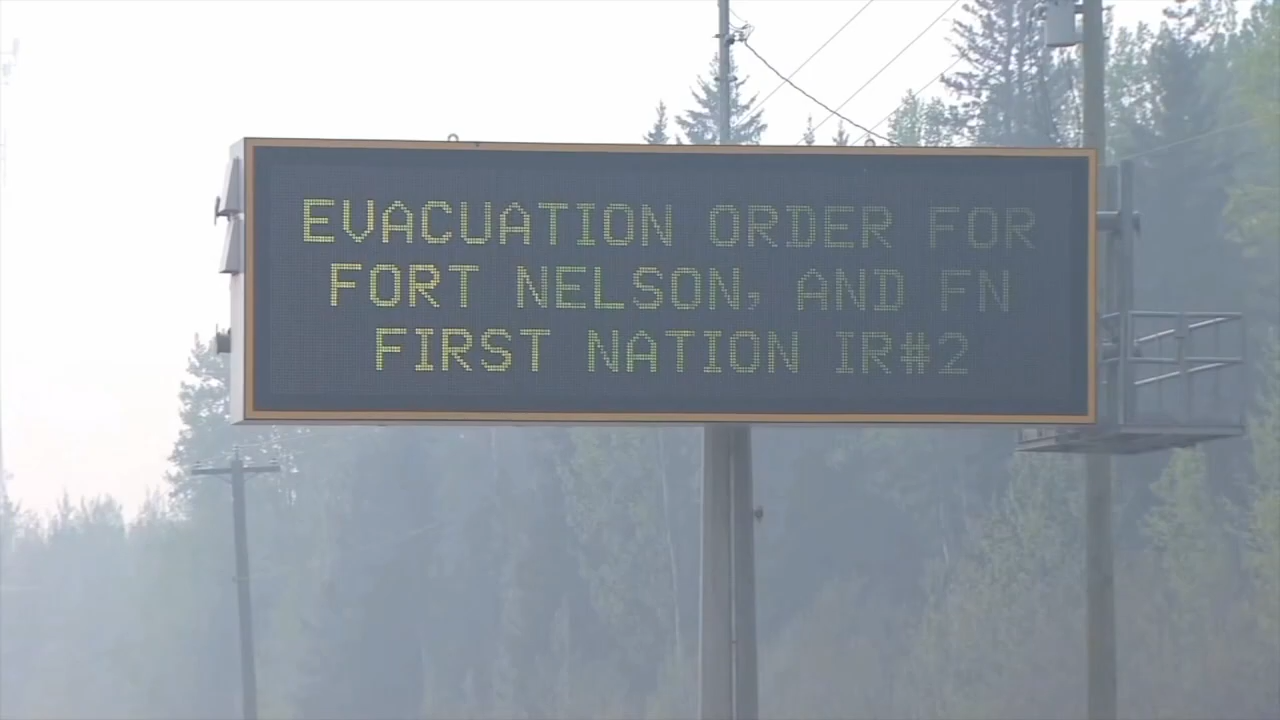 EVACUATION ORDER FOR
FORT NELSON, AND FN
FIRST NATION IR#2